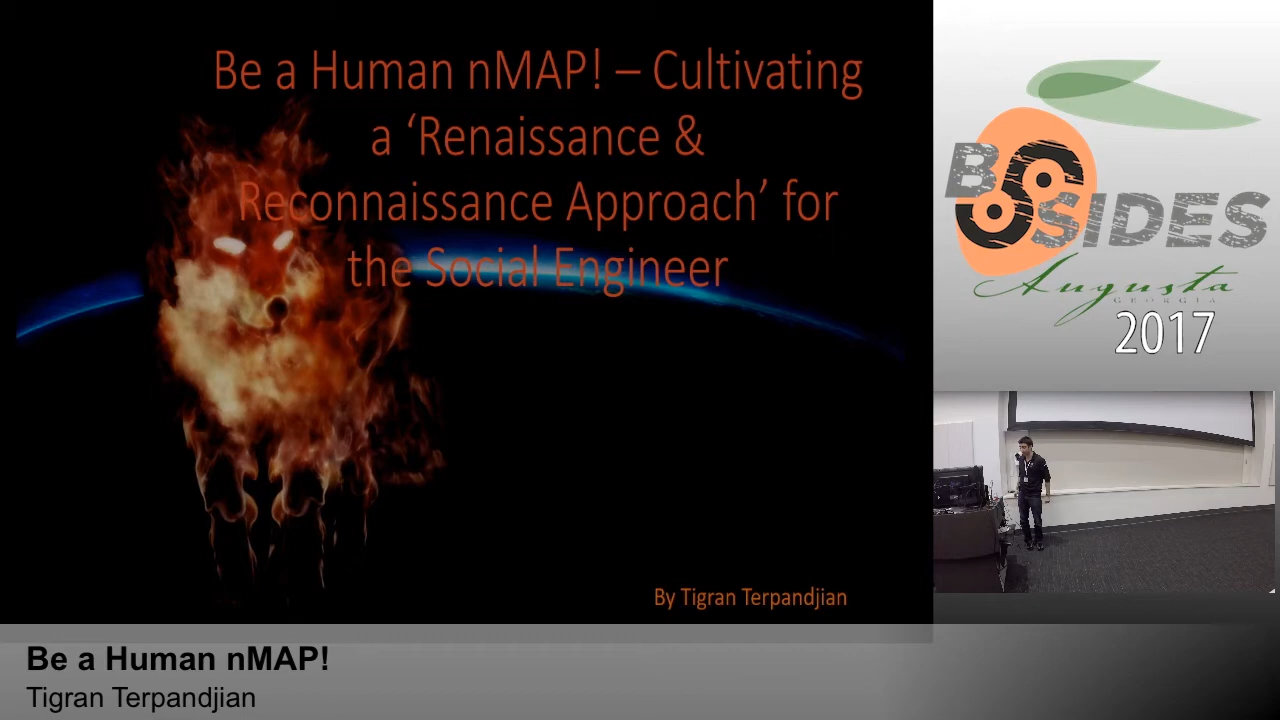 Be a Human nMAP! – Cultivating
a ‘Renaissance &
Reconnaissance Approach’ for
the Social Engineer
By Tigran Terpandjian
BSIDES
Augusta
GEORGIA
2017
Be a Human nMAP!
Tigran Terpandjian